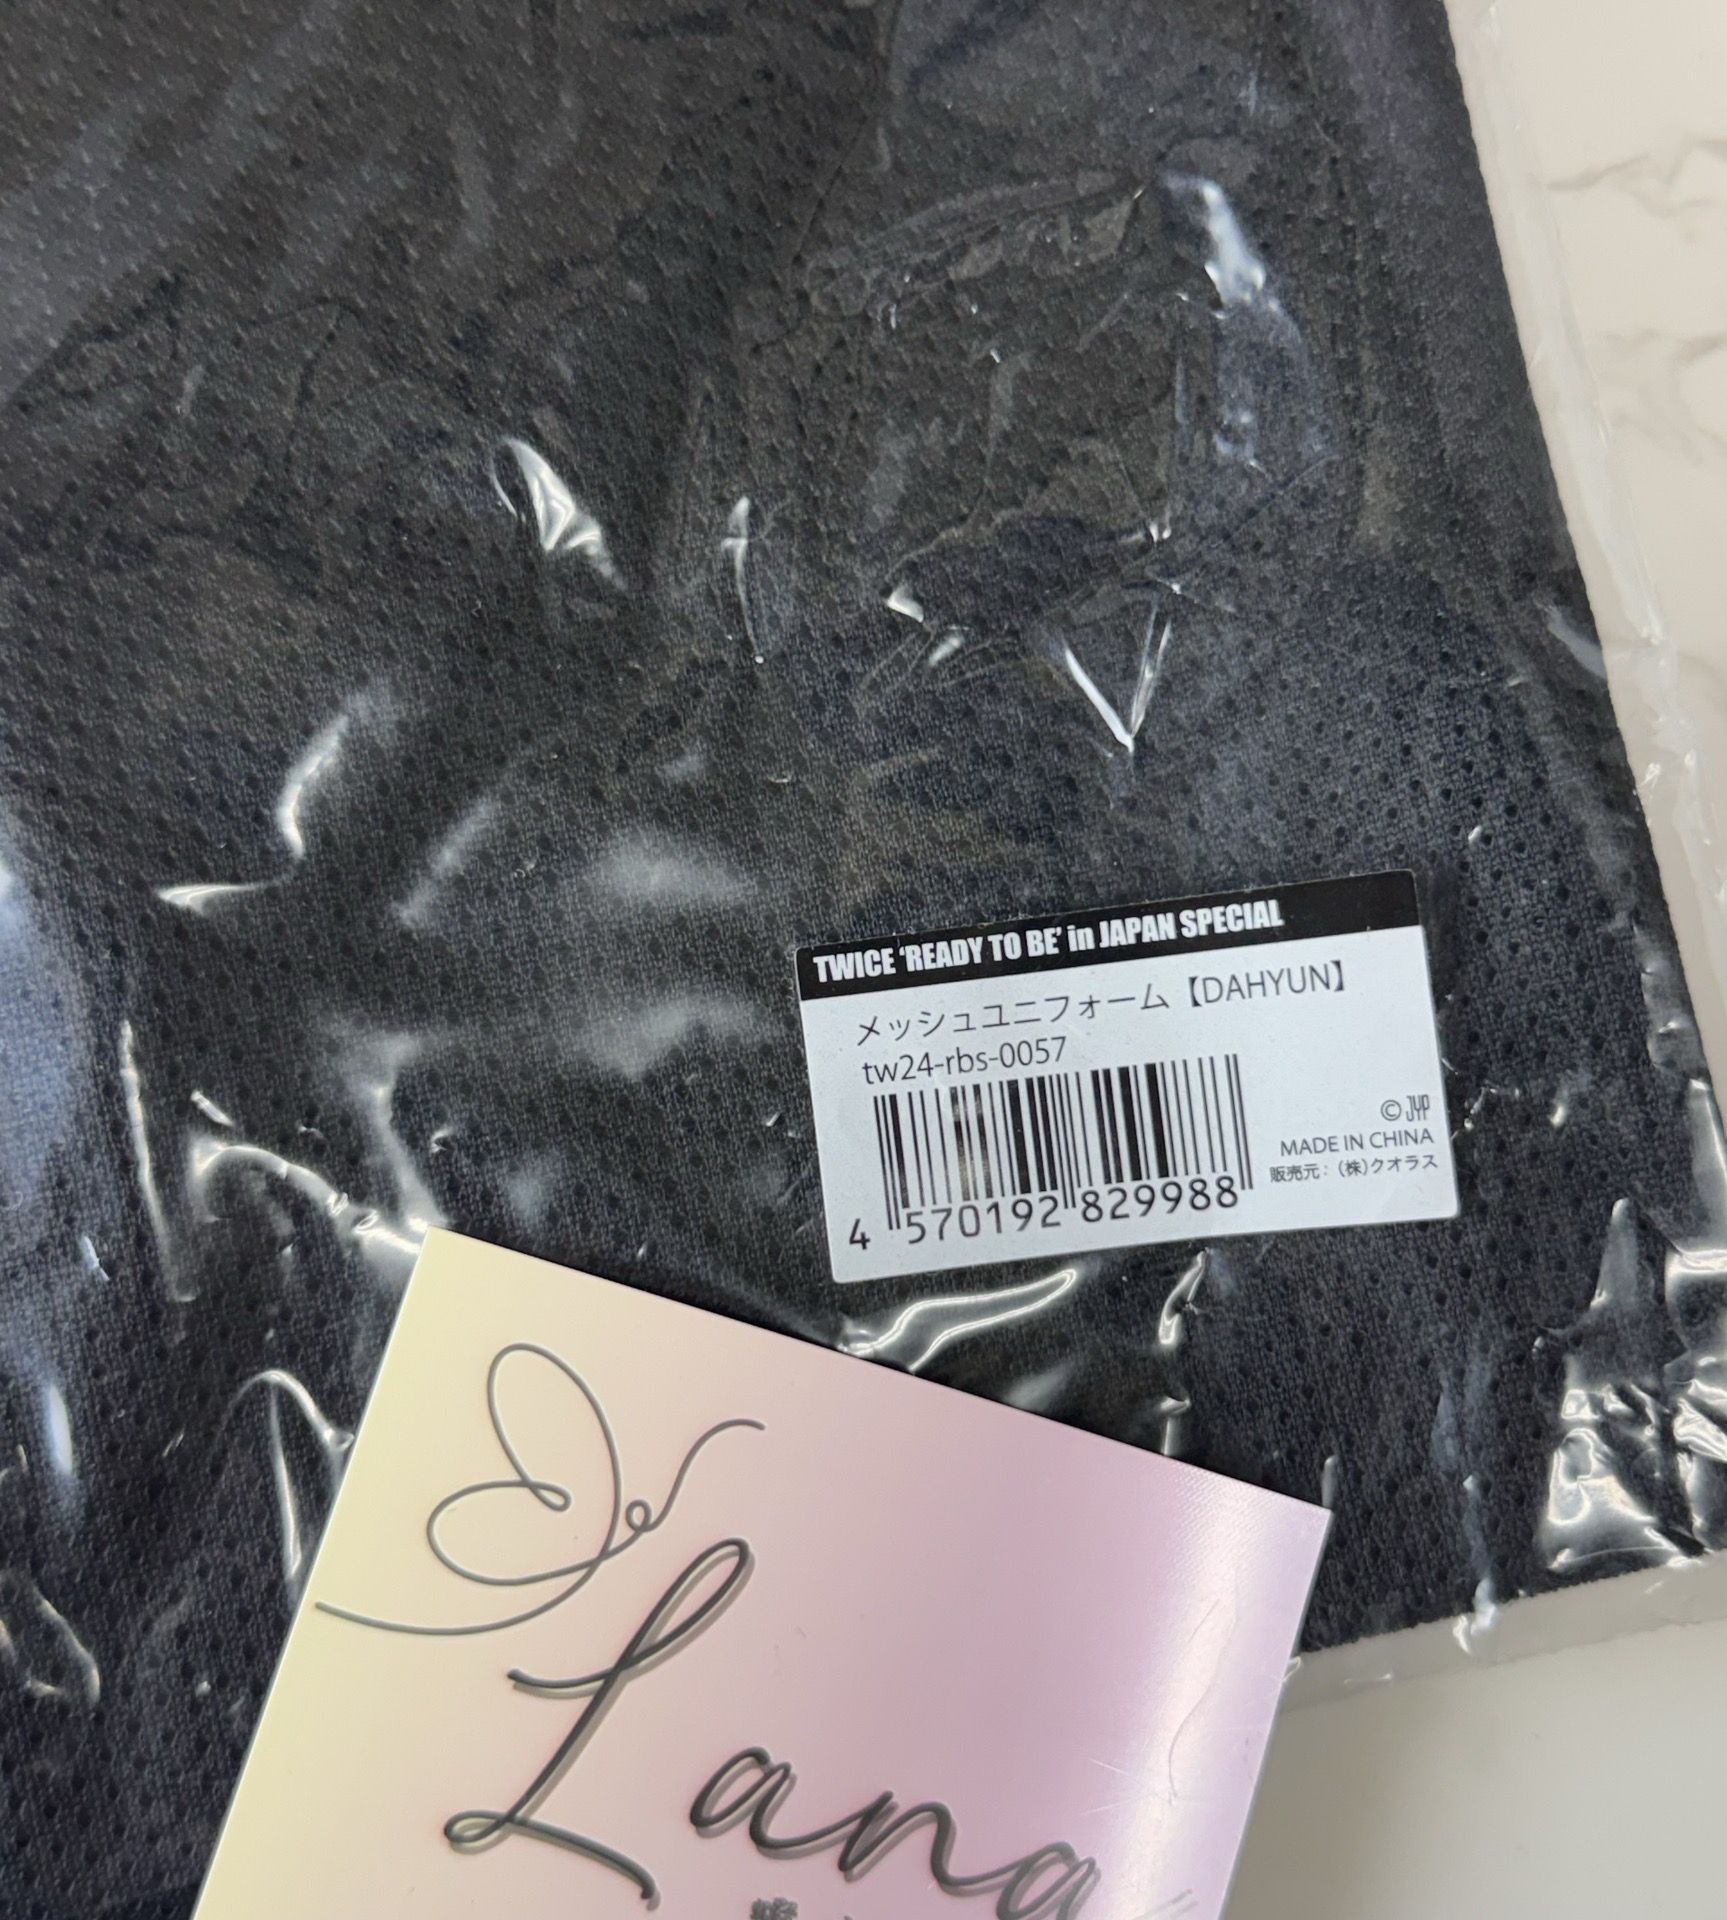 TWICE ‘READY TO BE’ in JAPAN SPECIAL
メッシュユニフォーム【DAHYUN】
tw24-rbs-0057
4 570192 829988
© JYP
MADE IN CHINA
販売元：(株)クオラス
Lana